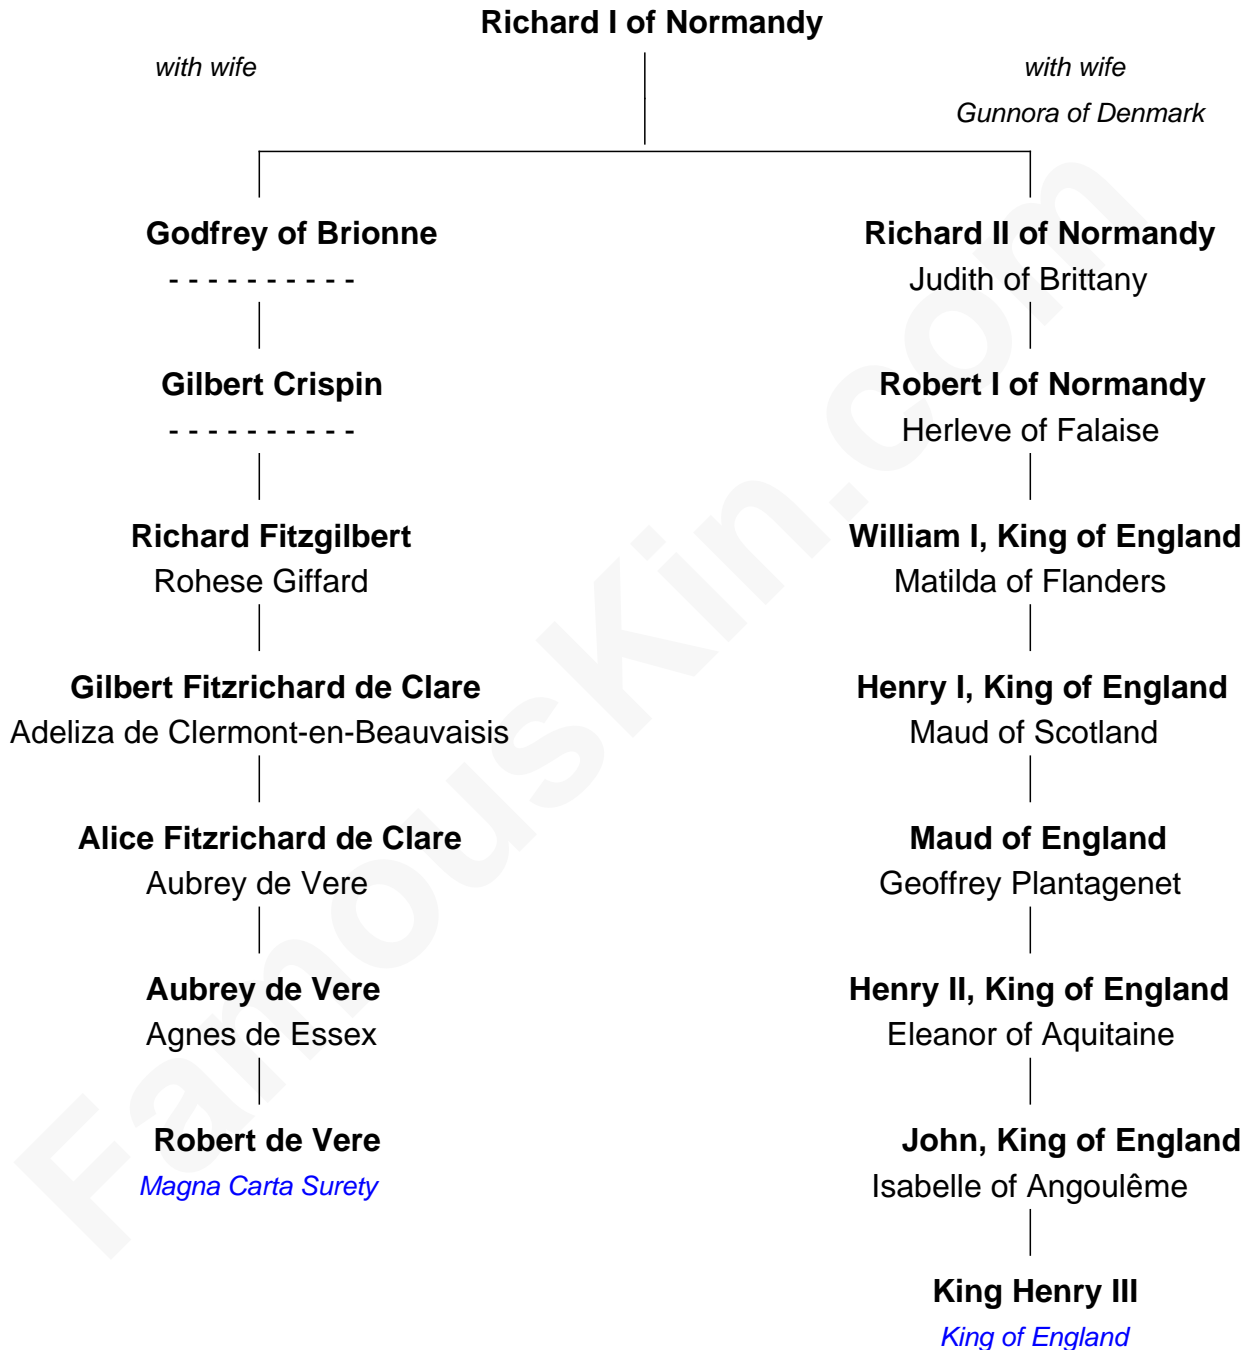 Richard I of Normandy
with wife
with wife
Gunnora of Denmark
Godfrey of Brionne
- - - - - - - - - -
Richard II of Normandy
Judith of Brittany
Gilbert Crispin
- - - - - - - - - -
Robert I of Normandy
Herleve of Falaise
Richard Fitzgilbert
Rohese Giffard
William I, King of England
Matilda of Flanders
Gilbert Fitzrichard de Clare
Adeliza de Clermont-en-Beauvaisis
Henry I, King of England
Maud of Scotland
Alice Fitzrichard de Clare
Aubrey de Vere
Maud of England
Geoffrey Plantagenet
Aubrey de Vere
Agnes de Essex
Henry II, King of England
Eleanor of Aquitaine
Robert de Vere
Magna Carta Surety
John, King of England
Isabelle of Angoulême
King Henry III
King of England
FamousKin.com